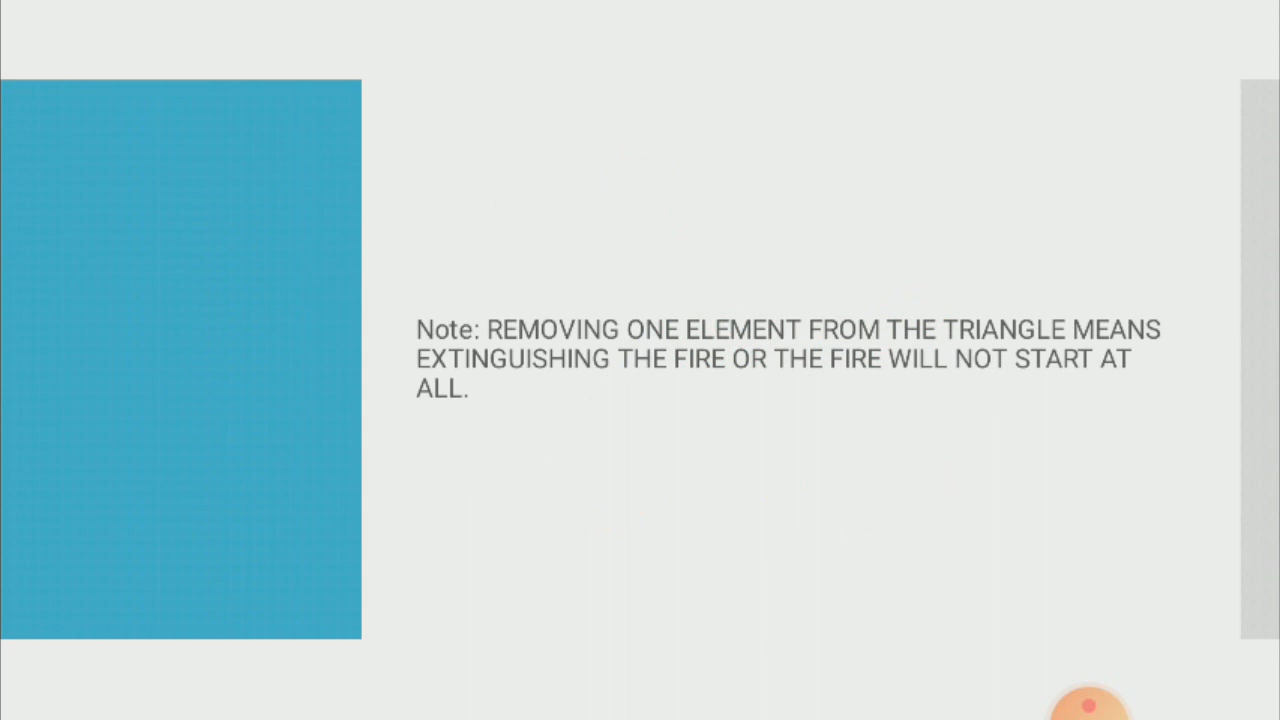 Note: REMOVING ONE ELEMENT FROM THE TRIANGLE MEANS
EXTINGUISHING THE FIRE OR THE FIRE WILL NOT START AT
ALL.